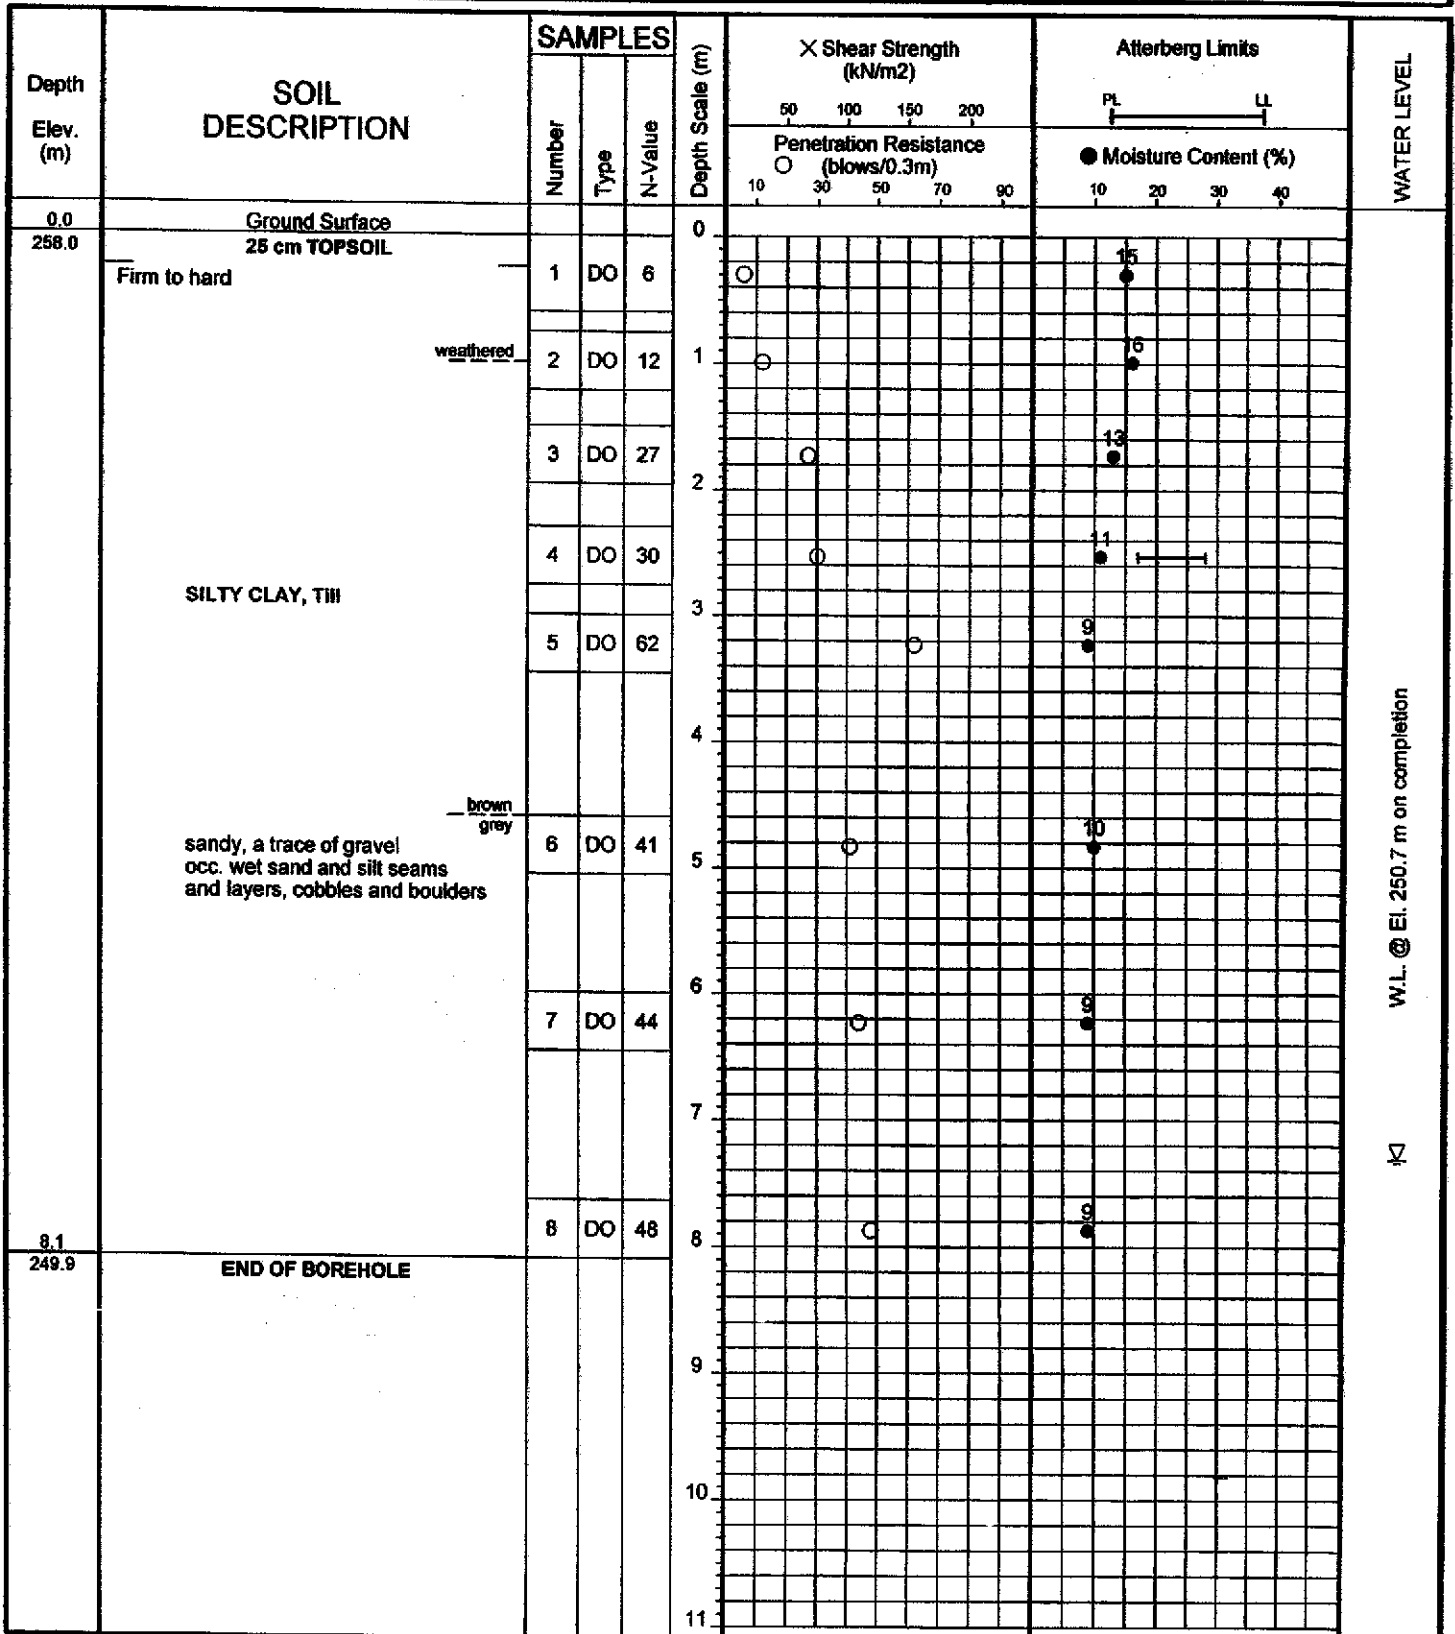 Depth
Elev.
(m)
SOIL
DESCRIPTION
SAMPLES
Number
Type
N-Value
Depth Scale (m)
X Shear Strength
(kN/m2)
50 100 150 200
Penetration Resistance
O (blows/0.3m)
10 30 50 70 90
Atterberg Limits
PL LL
● Moisture Content (%)
10 20 30 40
WATER LEVEL
0.0 Ground Surface
258.0 25 cm TOPSOIL
0
Firm to hard
1 DO 6
15
weathered
2 DO 12
1
16
3 DO 27
13
2
4 DO 30
11
SILTY CLAY, Till
3
5 DO 62
9
4
brown
grey
sandy, a trace of gravel
occ. wet sand and silt seams
and layers, cobbles and boulders
6 DO 41
10
5
6
7 DO 44
9
7
W.L. @ El. 250.7 m on completion
8 DO 48
9
8
8.1
249.9 END OF BOREHOLE
9
10
11